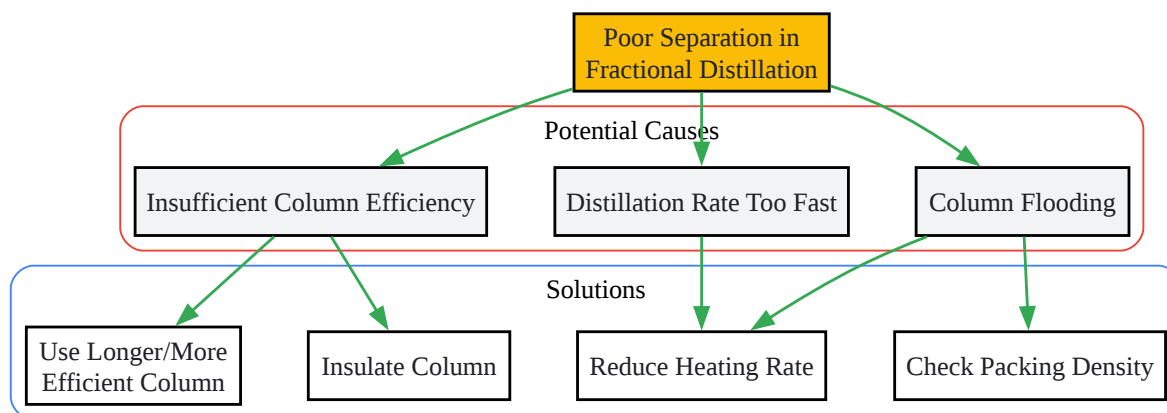 Poor Separation in
Fractional Distillation
Potential Causes
Insufficient Column Efficiency
Distillation Rate Too Fast
Column Flooding
Solutions
Use Longer/More
Efficient Column
Insulate Column
Reduce Heating Rate
Check Packing Density